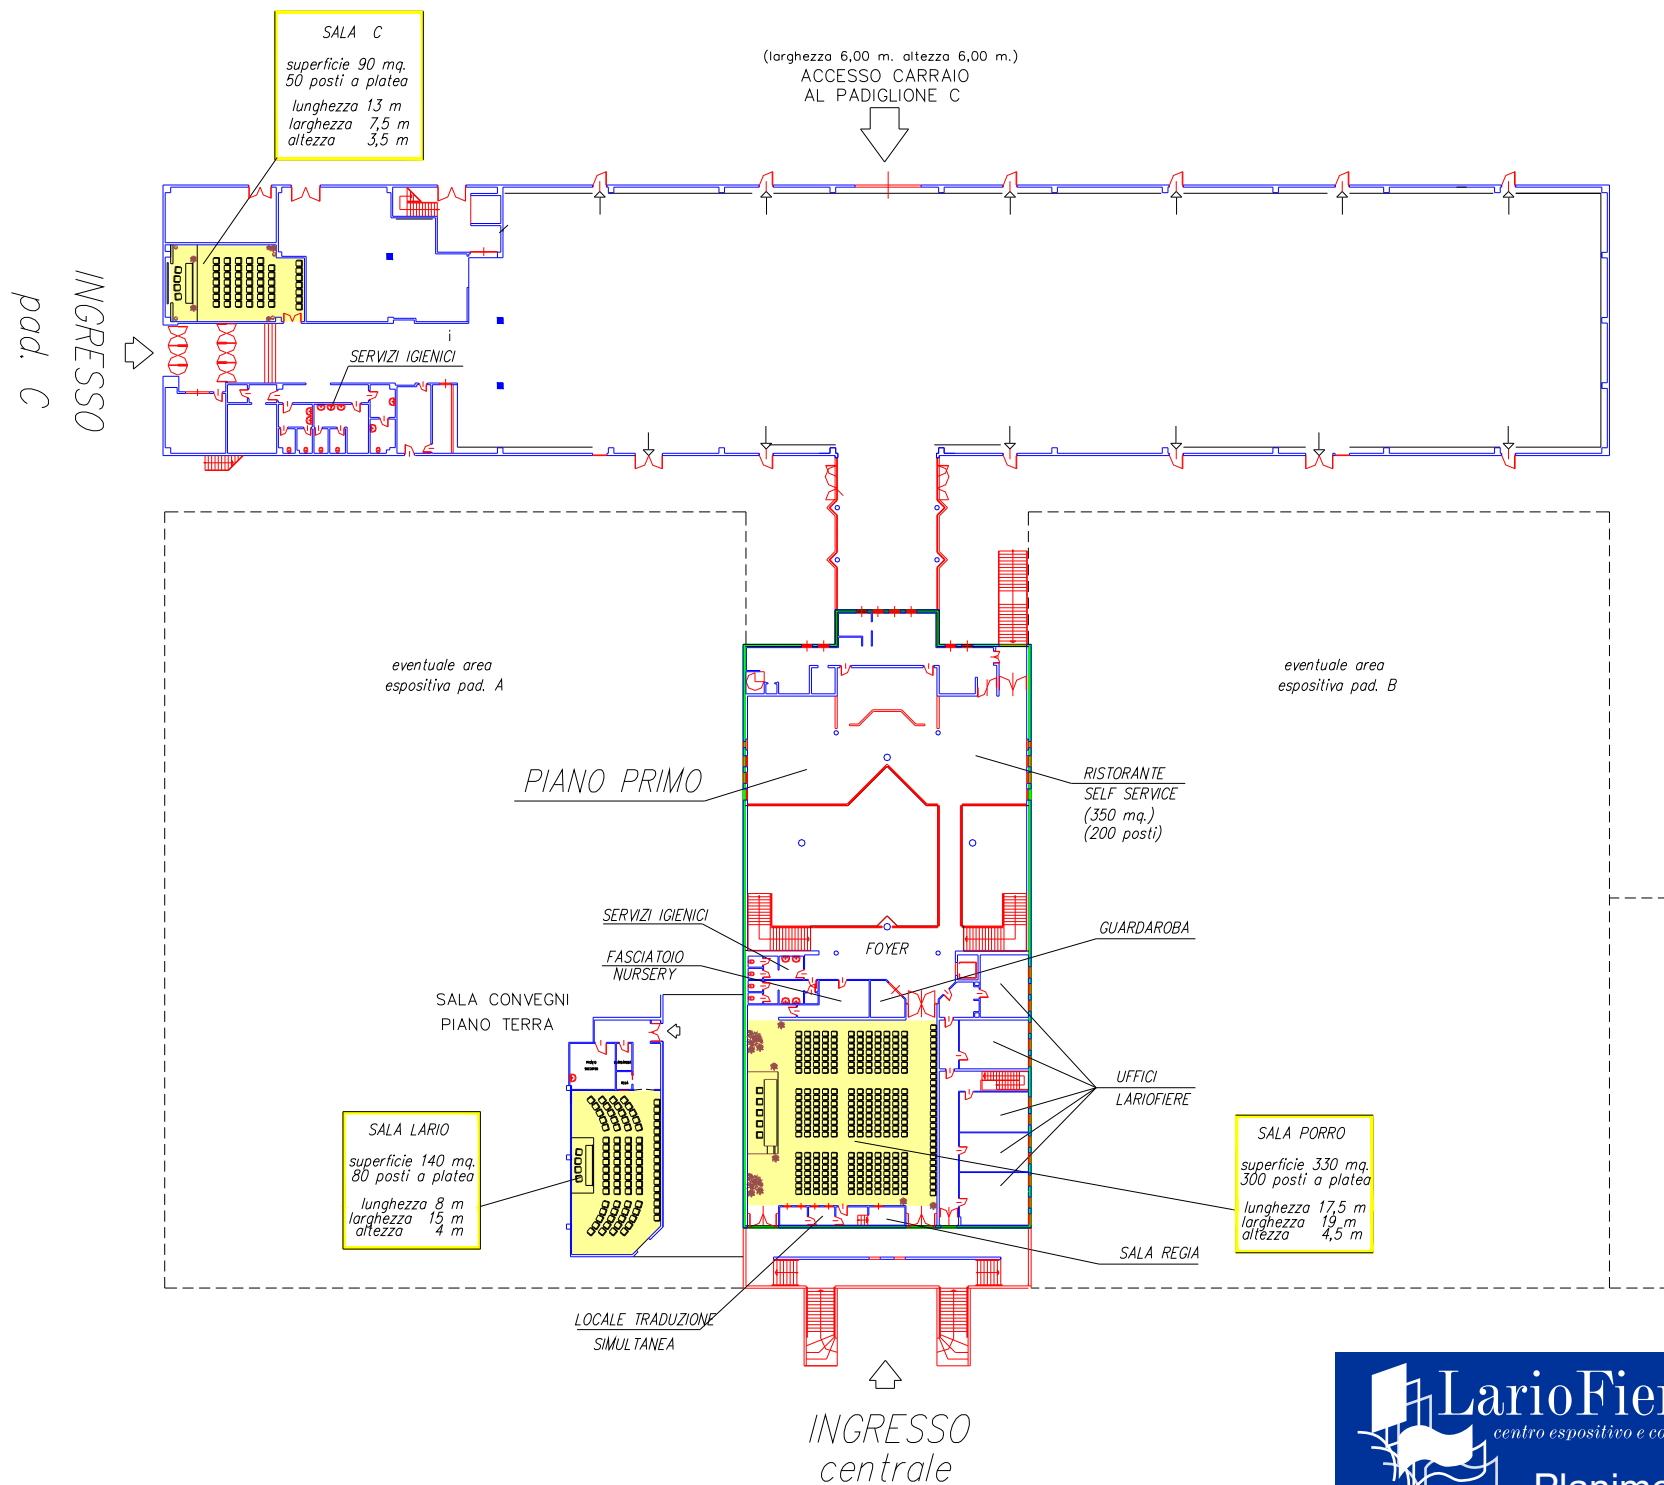 SALA C
superficie 90 mq.
50 posti a platea
lunghezza 13 m
larghezza 7,5 m
altezza 3,5 m
(larghezza 6,00 m. altezza 6,00 m.)
ACCESSO CARRAIO
AL PADIGLIONE C
INGRESSO
pad. C
SERVIZI IGIENICI
eventuale area
espositiva pad. A
eventuale area
espositiva pad. B
PIANO PRIMO
RISTORANTE
SELF SERVICE
(350 mq.)
(200 posti)
SERVIZI IGIENICI
FASCIATOIO
NURSERY
FOYER
GUARDAROBA
SALA CONVEGNI
PIANO TERRA
UFFICI
LARIOFIERE
SALA LARIO
superficie 140 mq.
80 posti a platea
lunghezza 8 m
larghezza 15 m
altezza 4 m
SALA PORRO
superficie 330 mq.
300 posti a platea
lunghezza 17,5 m
larghezza 19 m
altezza 4,5 m
SALA REGIA
LOCALE TRADUZIONE
SIMULTANEA
INGRESSO
centrale
LarioFier
centro espositivo e co